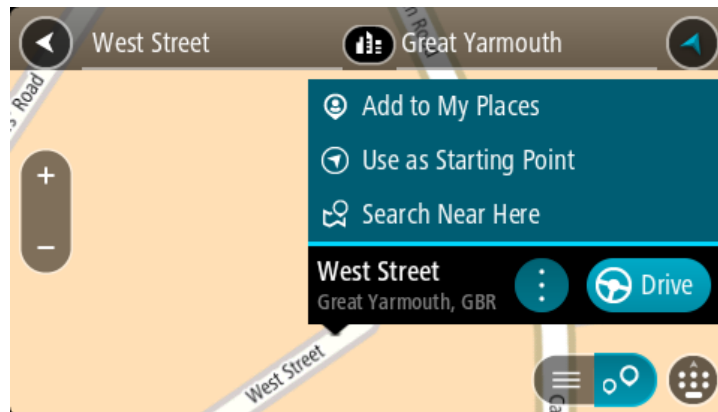 West Street
Great Yarmouth
Road
Road
Add to My Places
Use as Starting Point
Search Near Here
West Street
Great Yarmouth, GBR
Drive
West Street